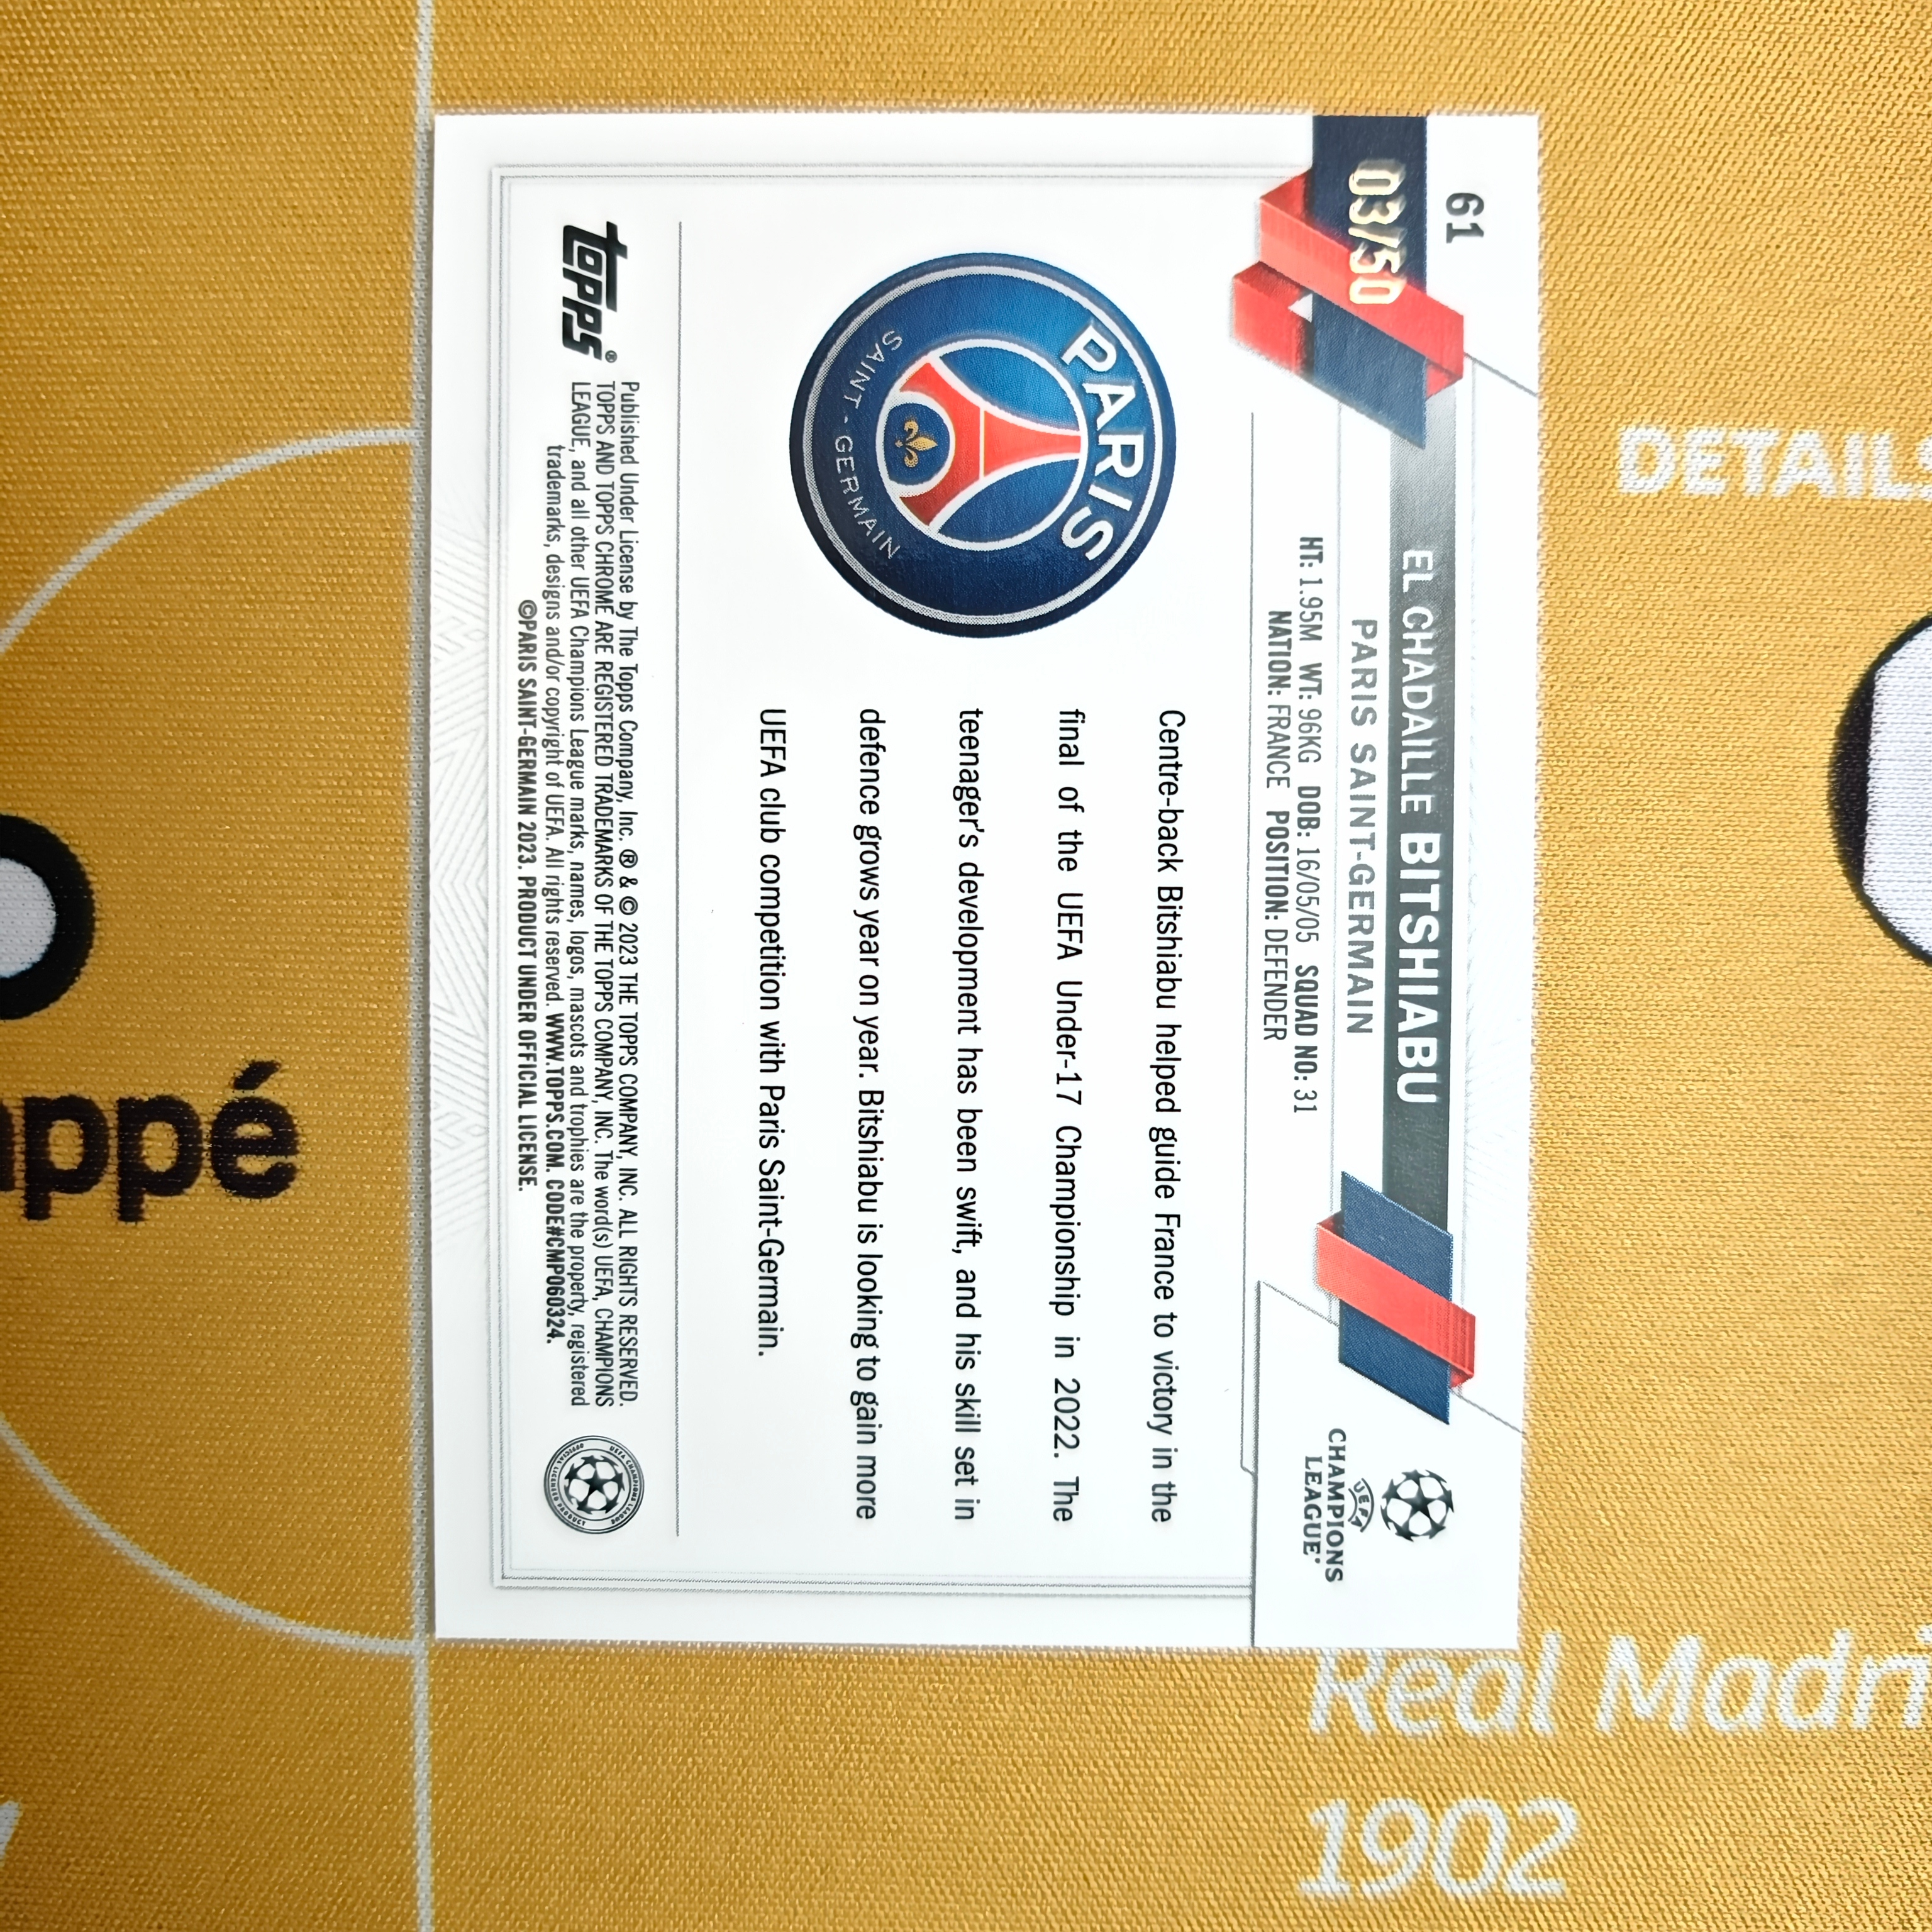 61
03/50
EL CHADAILLE BITSHIABU
PARIS SAINT-GERMAIN
HT: 1.95M WT: 96KG DOB: 16/05/05 SQUAD NO: 31
NATION: FRANCE POSITION: DEFENDER
UEFA
CHAMPIONS
LEAGUE
PARIS
SAINT-GERMAIN
Centre-back Bitshiabu helped guide France to victory in the
final of the UEFA Under-17 Championship in 2022. The
teenager's development has been swift, and his skill set in
defence grows year on year. Bitshiabu is looking to gain more
UEFA club competition with Paris Saint-Germain.
topps®
Published Under License by The Topps Company, Inc. ® & © 2023 THE TOPPS COMPANY, INC. ALL RIGHTS RESERVED.
TOPPS AND TOPPS CHROME ARE REGISTERED TRADEMARKS OF THE TOPPS COMPANY, INC. The word(s) UEFA, CHAMPIONS
LEAGUE, and all other UEFA Champions League marks, names, logos, mascots and trophies are the property, registered
trademarks, designs and/or copyright of UEFA. All rights reserved. WWW.TOPPS.COM. CODE#CMP060324.
©PARIS SAINT-GERMAIN 2023. PRODUCT UNDER OFFICIAL LICENSE.
UEFA CHAMPIONS LEAGUE
OFFICIAL LICENSED PRODUCT
DETAILS
appé
Real Madri
1902